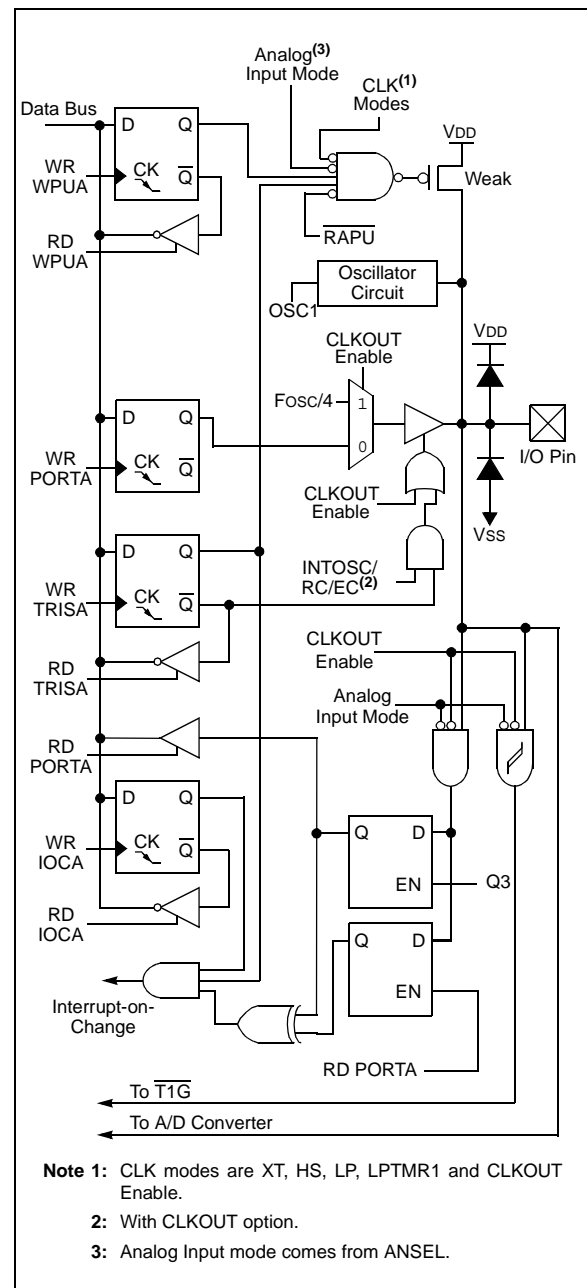 Analog(3)
Input Mode
CLK(1)
Modes
Data Bus
D
Q
VDD
WR
WPUA
CK
Q
Weak
RD
WPUA
RAPU
Oscillator
Circuit
OSC1
CLKOUT
Enable
VDD
FOSC/4
1
D
Q
0
I/O Pin
WR
PORTA
CK
Q
CLKOUT
Enable
VSS
D
Q
INTOSC/
RC/EC(2)
WR
TRISA
CK
Q
CLKOUT
Enable
RD
TRISA
Analog
Input Mode
RD
PORTA
D
Q
Q
D
WR
IOCA
CK
Q
EN
Q3
RD
IOCA
Q
D
EN
Interrupt-on-
Change
RD PORTA
To T1G
To A/D Converter
Note 1: CLK modes are XT, HS, LP, LPTMR1 and CLKOUT
Enable.
2: With CLKOUT option.
3: Analog Input mode comes from ANSEL.